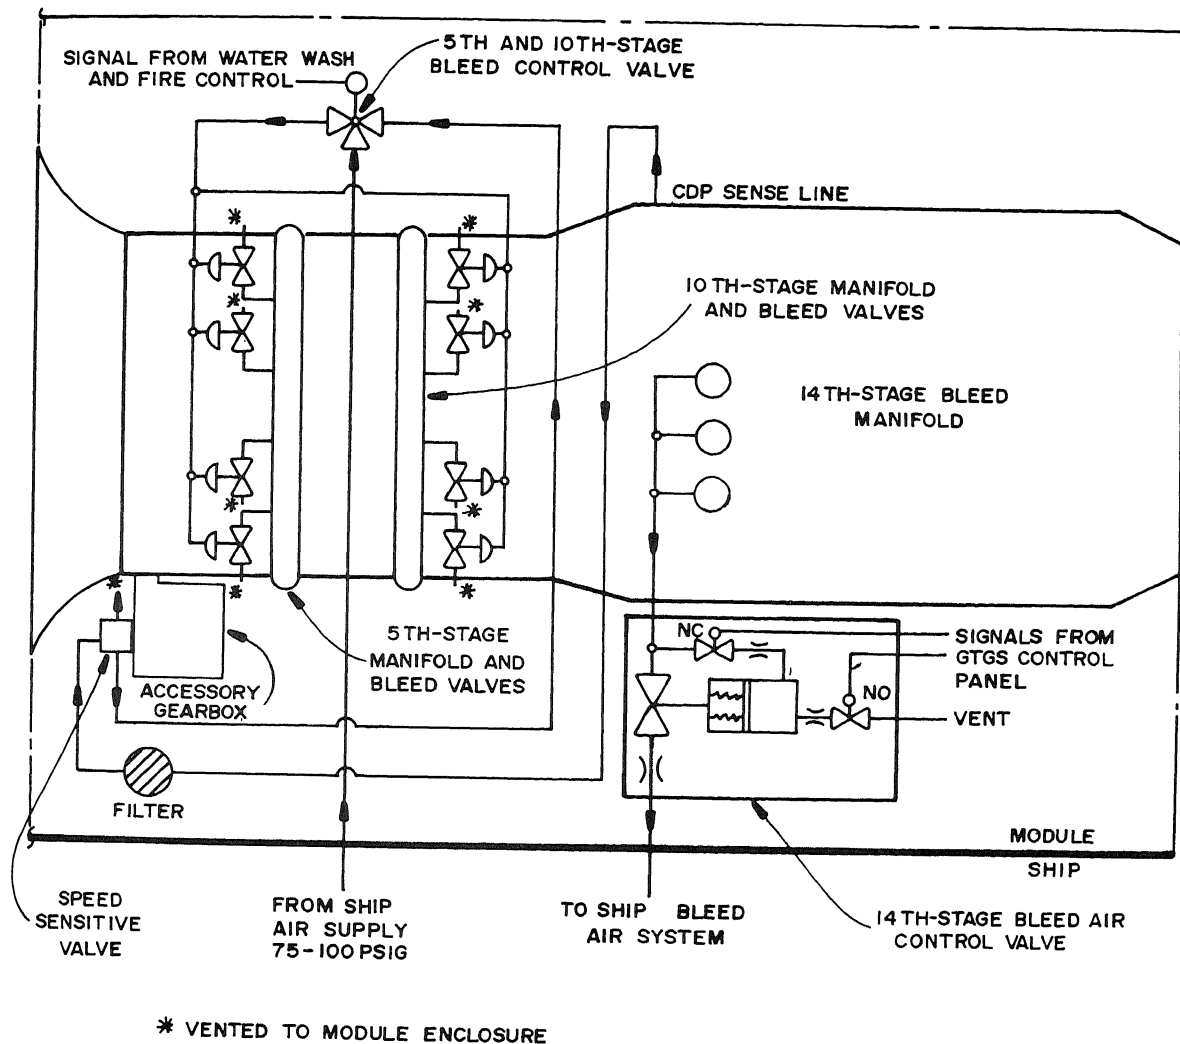 5TH AND 10TH-STAGE
BLEED CONTROL VALVE
SIGNAL FROM WATER WASH
AND FIRE CONTROL
CDP SENSE LINE
10TH-STAGE MANIFOLD
AND BLEED VALVES
14TH-STAGE BLEED
MANIFOLD
5TH-STAGE
MANIFOLD AND
BLEED VALVES
ACCESSORY
GEARBOX
FILTER
NC
NO
SIGNALS FROM
GTGS CONTROL
PANEL
VENT
MODULE
SHIP
SPEED
SENSITIVE
VALVE
FROM SHIP
AIR SUPPLY
75-100 PSIG
TO SHIP BLEED
AIR SYSTEM
14TH-STAGE BLEED AIR
CONTROL VALVE
* VENTED TO MODULE ENCLOSURE